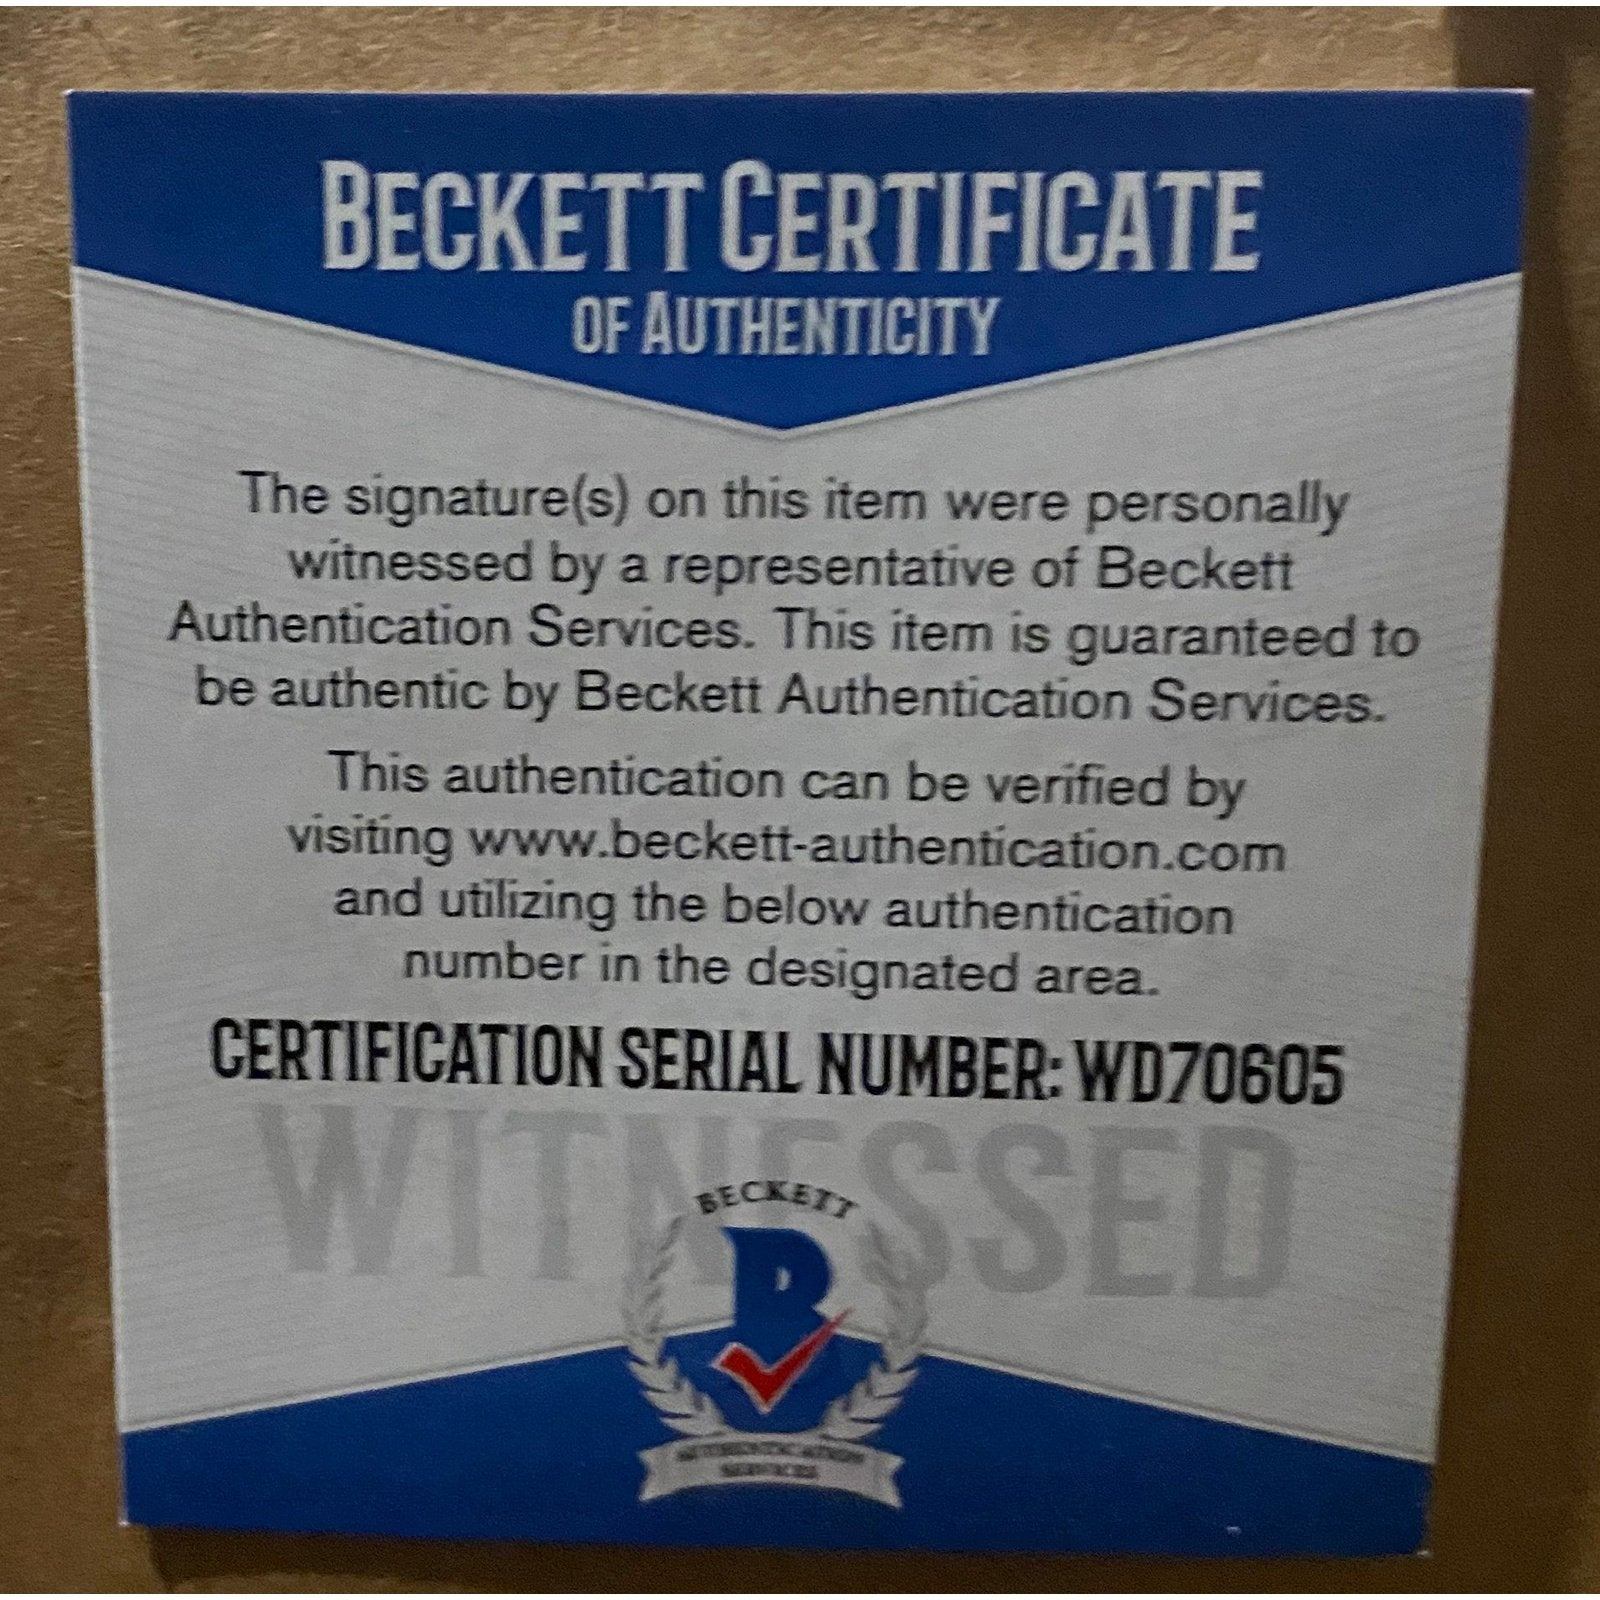 BECKETT CERTIFICATE
OF AUTHENTICITY
The signature(s) on this item were personally
witnessed by a representative of Beckett
Authentication Services. This item is guaranteed to
be authentic by Beckett Authentication Services.
This authentication can be verified by
visiting www.beckett-authentication.com
and utilizing the below authentication
number in the designated area.
CERTIFICATION SERIAL NUMBER: WD70605
WITNESSED
BECKETT
B
AUTHENTICATION
SERVICES